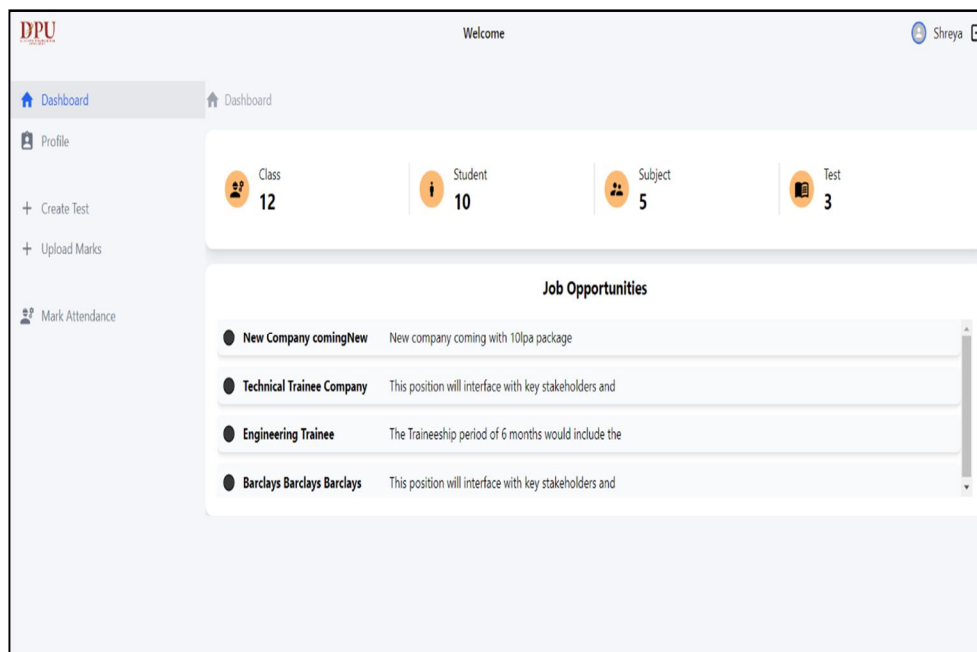 DPU
Welcome
Shreya
Dashboard
Dashboard
Profile
Create Test
Upload Marks
Mark Attendance
Class
12
Student
10
Subject
5
Test
3
Job Opportunities
New Company comingNew New company coming with 10lpa package
Technical Trainee Company This position will interface with key stakeholders and
Engineering Trainee The Traineeship period of 6 months would include the
Barclays Barclays Barclays This position will interface with key stakeholders and